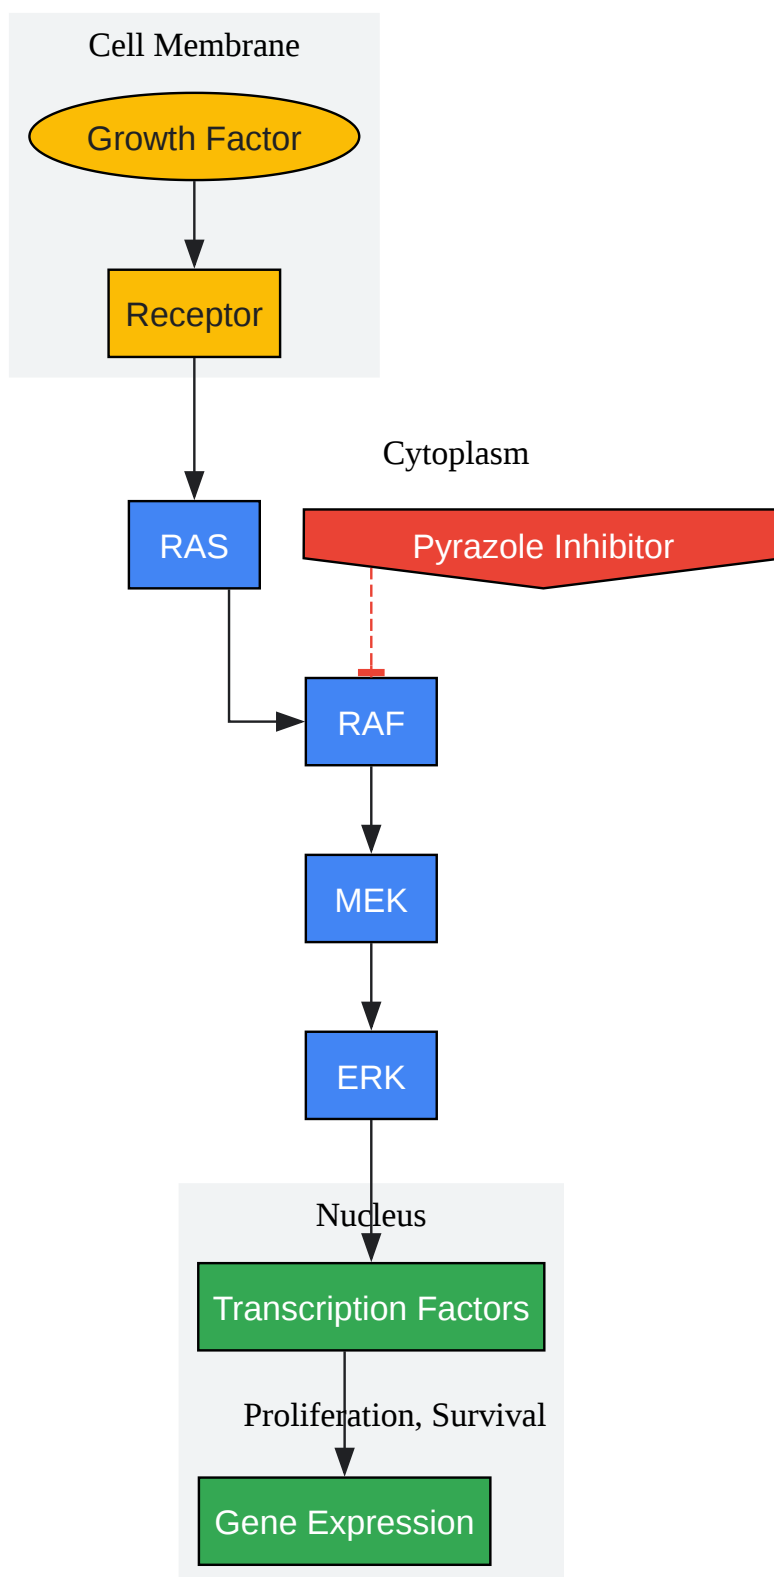 Cell Membrane
Growth Factor
Receptor
Cytoplasm
RAS
Pyrazole Inhibitor
RAF
MEK
ERK
Nucleus
Transcription Factors
Proliferation, Survival
Gene Expression